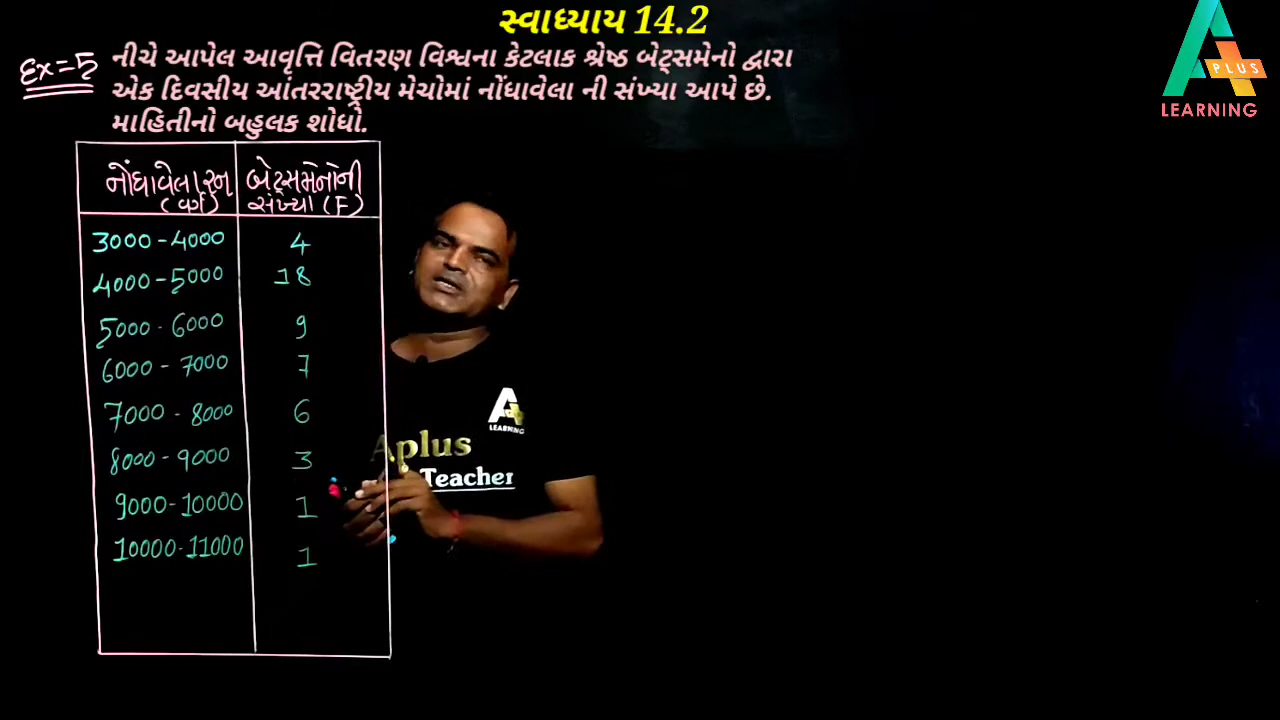 સ્વાધ્યાય 14.2
Ex=5 નીચે આપેલ આવૃત્તિ વિતરણ વિશ્વના કેટલાક શ્રેષ્ઠ બેટ્સમેનો દ્વારા
એક દિવસીય આંતરરાષ્ટ્રીય મેચોમાં નોંધાવેલા ની સંખ્યા આપે છે.
માહિતીનો બહુલક શોધો.
A PLUS
LEARNING
નોંધાવેલા રન બેટ્સમેનોની
(વર્ગ) સંખ્યા (F)
3000-4000 4
4000-5000 18
5000-6000 9
6000-7000 7
7000-8000 6
8000-9000 3
9000-10000 1
10000-11000 1
A+
LEARNING
Aplus
Teacher